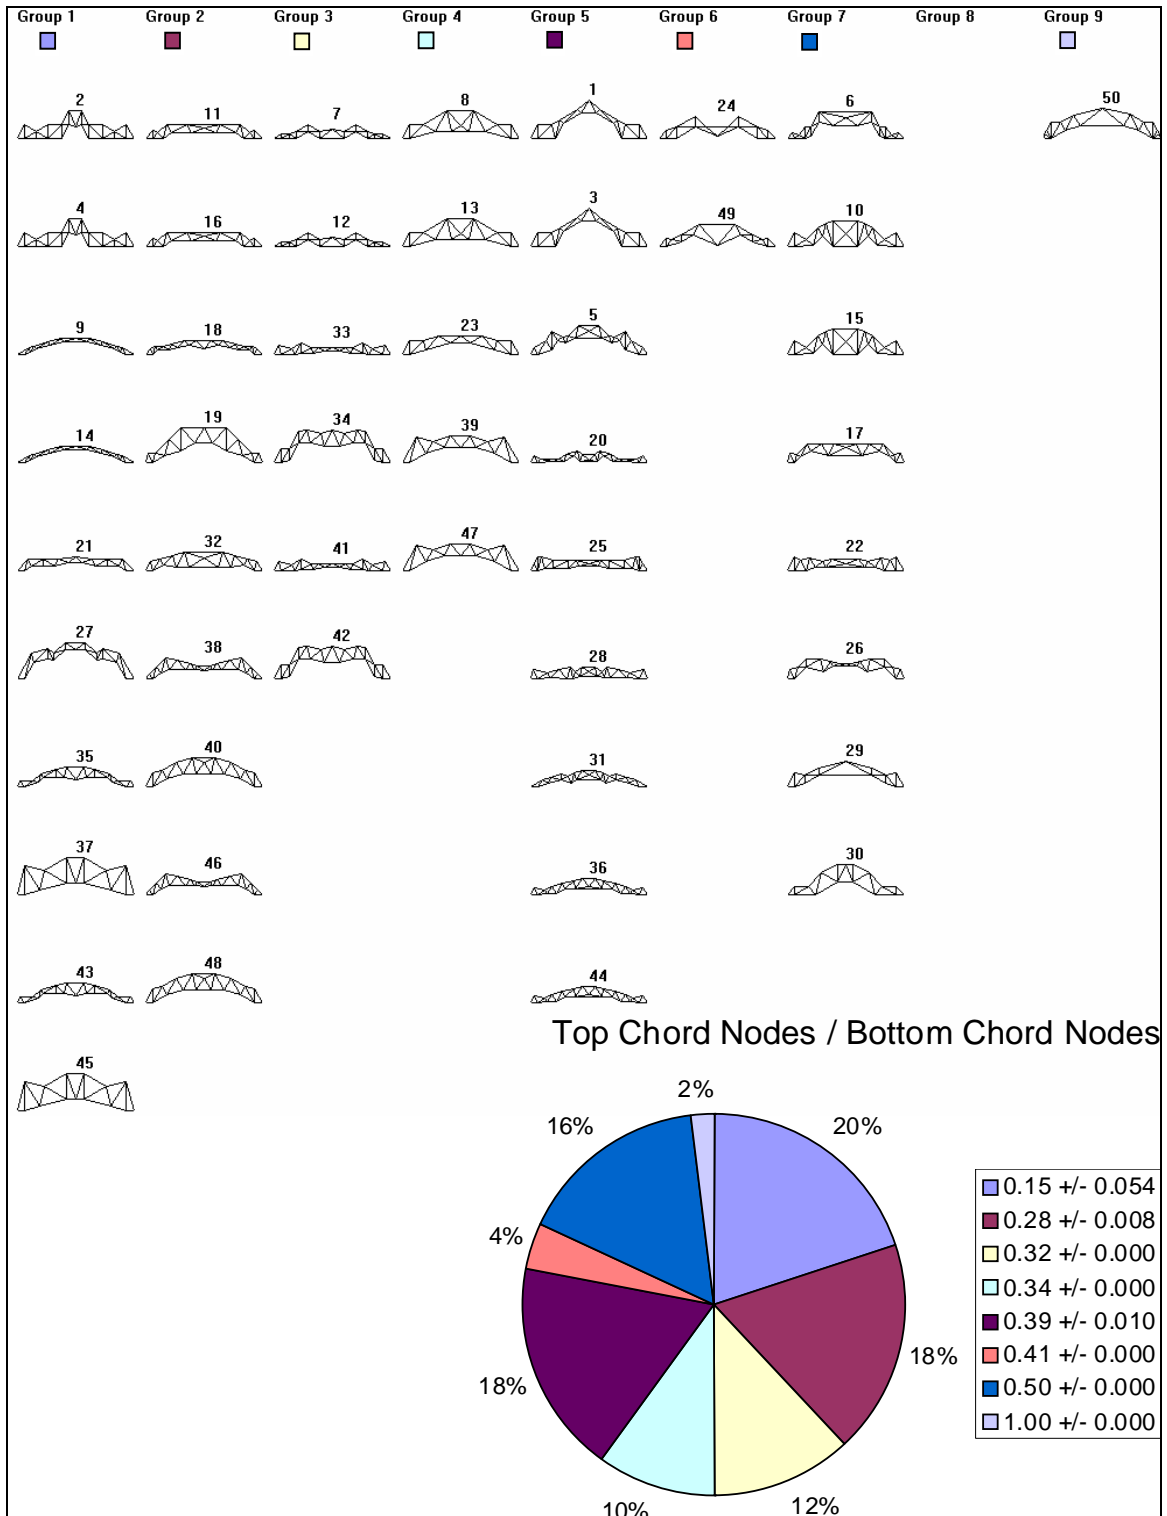 Group 1 Group 2 Group 3 Group 4 Group 5 Group 6 Group 7 Group 8 Group 9
2 11 7 8 1 24 6 50
4 16 12 13 3 49 10
9 18 33 23 5 15
14 19 34 39 20 17
21 32 41 47 25 22
27 38 42 28 26
35 40 31 29
37 46 36 30
43 48 44
45
Top Chord Nodes / Bottom Chord Nodes
2%
16%
20%
4%
18%
18%
10%
12%
0.15 +/- 0.054
0.28 +/- 0.008
0.32 +/- 0.000
0.34 +/- 0.000
0.39 +/- 0.010
0.41 +/- 0.000
0.50 +/- 0.000
1.00 +/- 0.000